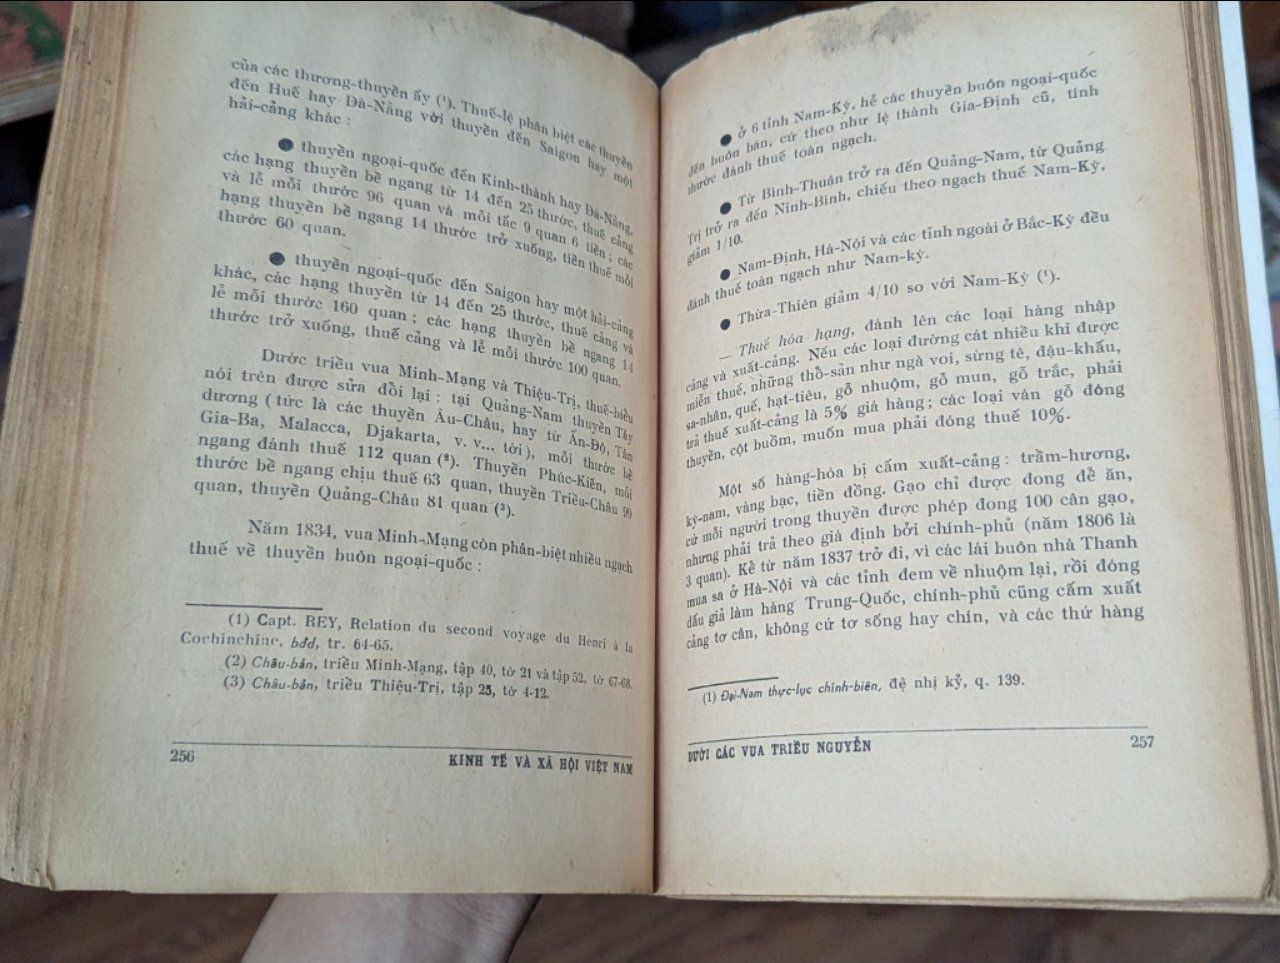 của các thương-thuyền ấy (¹). Thuế-lệ phân biệt các thuyền
đến Huế hay Đà-Nẵng với thuyền đến Saigon hay một
hải-cảng khác :
● thuyền ngoại-quốc đến Kinh-thành hay Đà-Nẵng,
các hạng thuyền bề ngang từ 14 đến 25 thước, thuế cảng
và lễ mỗi thước 96 quan và mỗi tấc 9 quan 6 tiền ; các
hạng thuyền bề ngang 14 thước trở xuống, tiền thuế mỗi
thước 60 quan.
● thuyền ngoại-quốc đến Saigon hay một hải-cảng
khác, các hạng thuyền từ 14 đến 25 thước, thuế cảng và
lễ mỗi thước 160 quan ; các hạng thuyền bề ngang 14
thước trở xuống, thuế cảng và lễ mỗi thước 100 quan.
Dước triều vua Minh-Mạng và Thiệu-Trị, thuế-biểu
nói trên được sửa đổi lại : tại Quảng-Nam thuyền Tây
dương ( tức là các thuyền Âu-Châu, hay từ Ấn-Độ, Tân
Gia-Ba, Malacca, Djakarta, v. v... tới ), mỗi thước bề
ngang đánh thuế 112 quan (²). Thuyền Phúc-Kiến, mỗi
thước bề ngang chịu thuế 63 quan, thuyền Triều-Châu 90
quan, thuyền Quảng-Châu 81 quan (³).
Năm 1834, vua Minh-Mạng còn phân-biệt nhiều ngạch
thuế về thuyền buôn ngoại-quốc :
(1) Capt. REY, Relation du second voyage du Henri à la
Cochinchine, bđd, tr. 64-65.
(2) Châu-bản, triều Minh-Mạng, tập 40, tờ 21 và tập 52, tờ 67-68.
(3) Châu-bản, triều Thiệu-Trị, tập 25, tờ 4-12.
256
KINH TẾ VÀ XÃ HỘI VIỆT NAM
● ở 6 tỉnh Nam-Kỳ, hễ các thuyền buôn ngoại-quốc
đến buôn bán, cứ theo như lệ thành Gia-Định cũ, tính
thước đánh thuế toàn ngạch.
● Từ Bình-Thuận trở ra đến Quảng-Nam, từ Quảng
Trị trở ra đến Ninh-Bình, chiếu theo ngạch thuế Nam-Kỳ,
giảm 1/10.
● Nam-Định, Hà-Nội và các tỉnh ngoài ở Bắc-Kỳ đều
đánh thuế toàn ngạch như Nam-kỳ.
● Thừa-Thiên giảm 4/10 so với Nam-Kỳ (¹).
— Thuế hóa hạng, đánh lên các loại hàng nhập
cảng và xuất-cảng. Nếu các loại đường cát nhiều khi được
miễn thuế, những thổ-sản như ngà voi, sừng tê, đậu-khấu,
sa-nhân, quế, hạt-tiêu, gỗ nhuộm, gỗ mun, gỗ trắc, phải
trả thuế xuất-cảng là 5% giá hàng ; các loại ván gỗ đóng
thuyền, cột buồm, muốn mua phải đóng thuế 10%.
Một số hàng-hóa bị cấm xuất-cảng : trầm-hương,
kỳ-nam, vàng bạc, tiền đồng. Gạo chỉ được đong để ăn,
cứ mỗi người trong thuyền được phép đong 100 cân gạo,
nhưng phải trả theo giá định bởi chính-phủ (năm 1806 là
3 quan). Kể từ năm 1837 trở đi, vì các lái buôn nhà Thanh
mua sa ở Hà-Nội và các tỉnh đem về nhuộm lại, rồi đóng
dấu giả làm hàng Trung-Quốc, chính-phủ cũng cấm xuất
cảng tơ cân, không cứ tơ sống hay chín, và các thứ hàng
(1) Đại-Nam thực-lục chính-biên, đệ nhị kỷ, q. 139.
DƯỚI CÁC VUA TRIỀU NGUYỄN
257